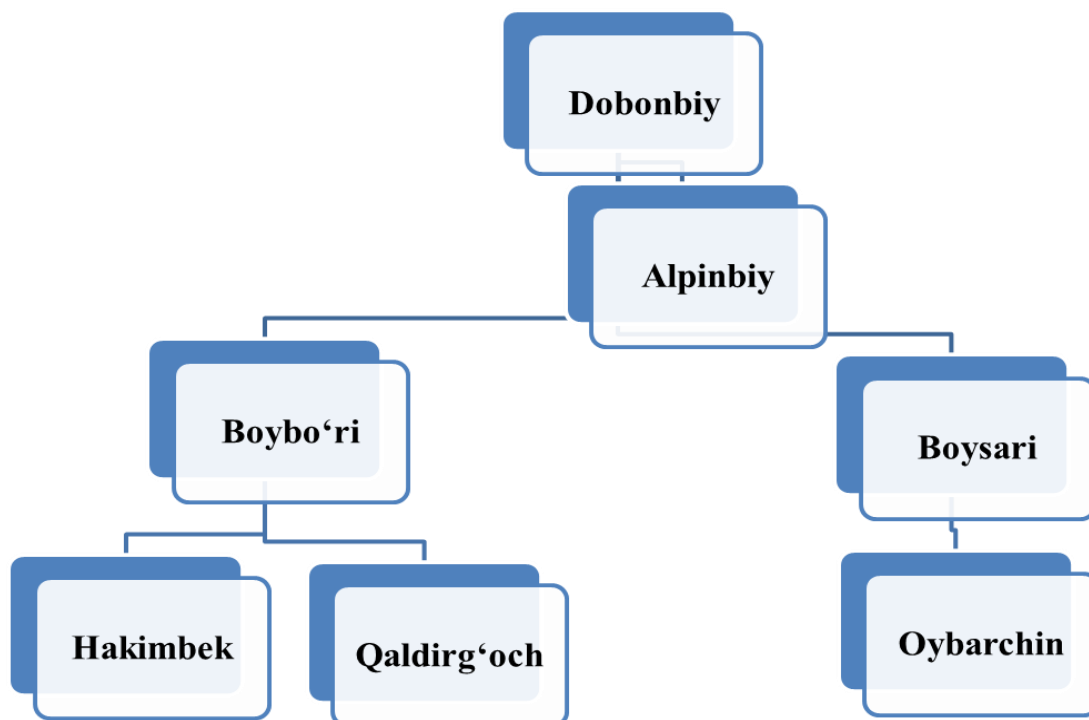 Dobonbiy
Alpinbiy
Boybo‘ri
Boysari
Hakimbek
Qaldirg‘och
Oybarchin